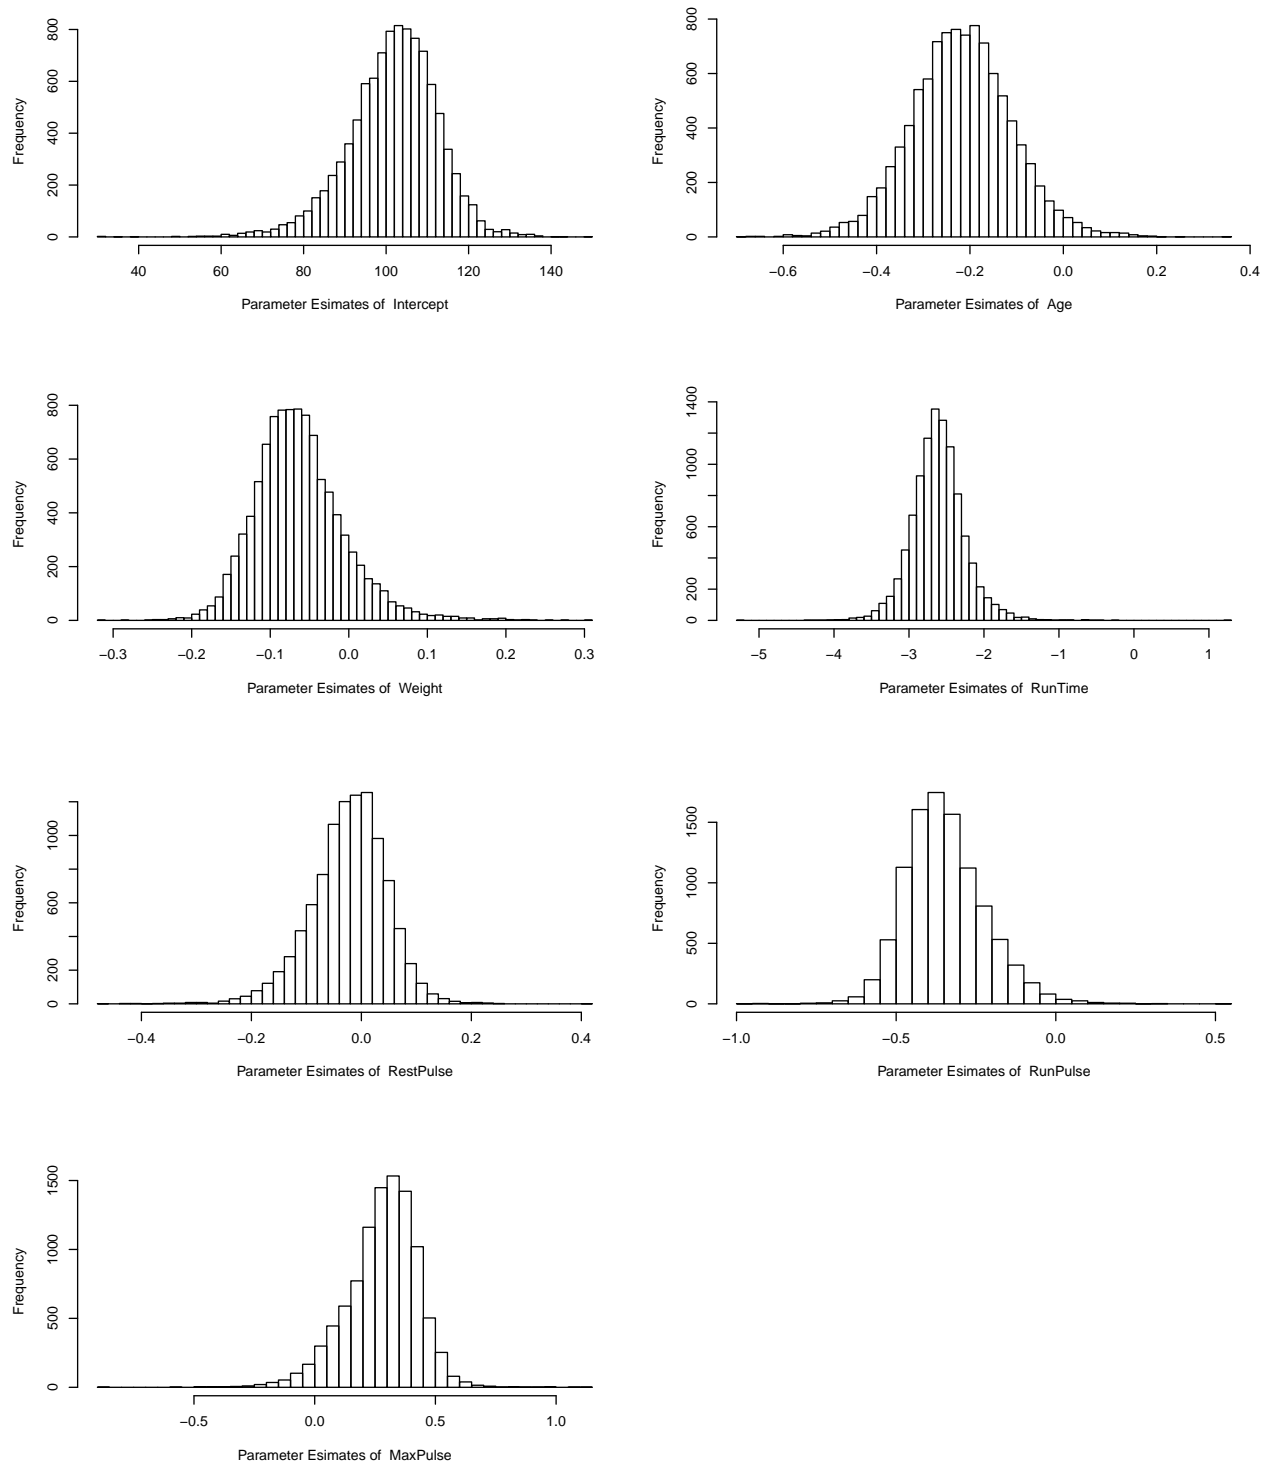 Frequency
0 200 400 600 800
40 60 80 100 120 140
Parameter Esimates of Intercept
Frequency
0 200 400 600 800
−0.6 −0.4 −0.2 0.0 0.2 0.4
Parameter Esimates of Age
Frequency
0 200 400 600 800
−0.3 −0.2 −0.1 0.0 0.1 0.2 0.3
Parameter Esimates of Weight
Frequency
0 200 600 1000 1400
−5 −4 −3 −2 −1 0 1
Parameter Esimates of RunTime
Frequency
0 200 600 1000
−0.4 −0.2 0.0 0.2 0.4
Parameter Esimates of RestPulse
Frequency
0 500 1000 1500
−1.0 −0.5 0.0 0.5
Parameter Esimates of RunPulse
Frequency
0 500 1000 1500
−0.5 0.0 0.5 1.0
Parameter Esimates of MaxPulse